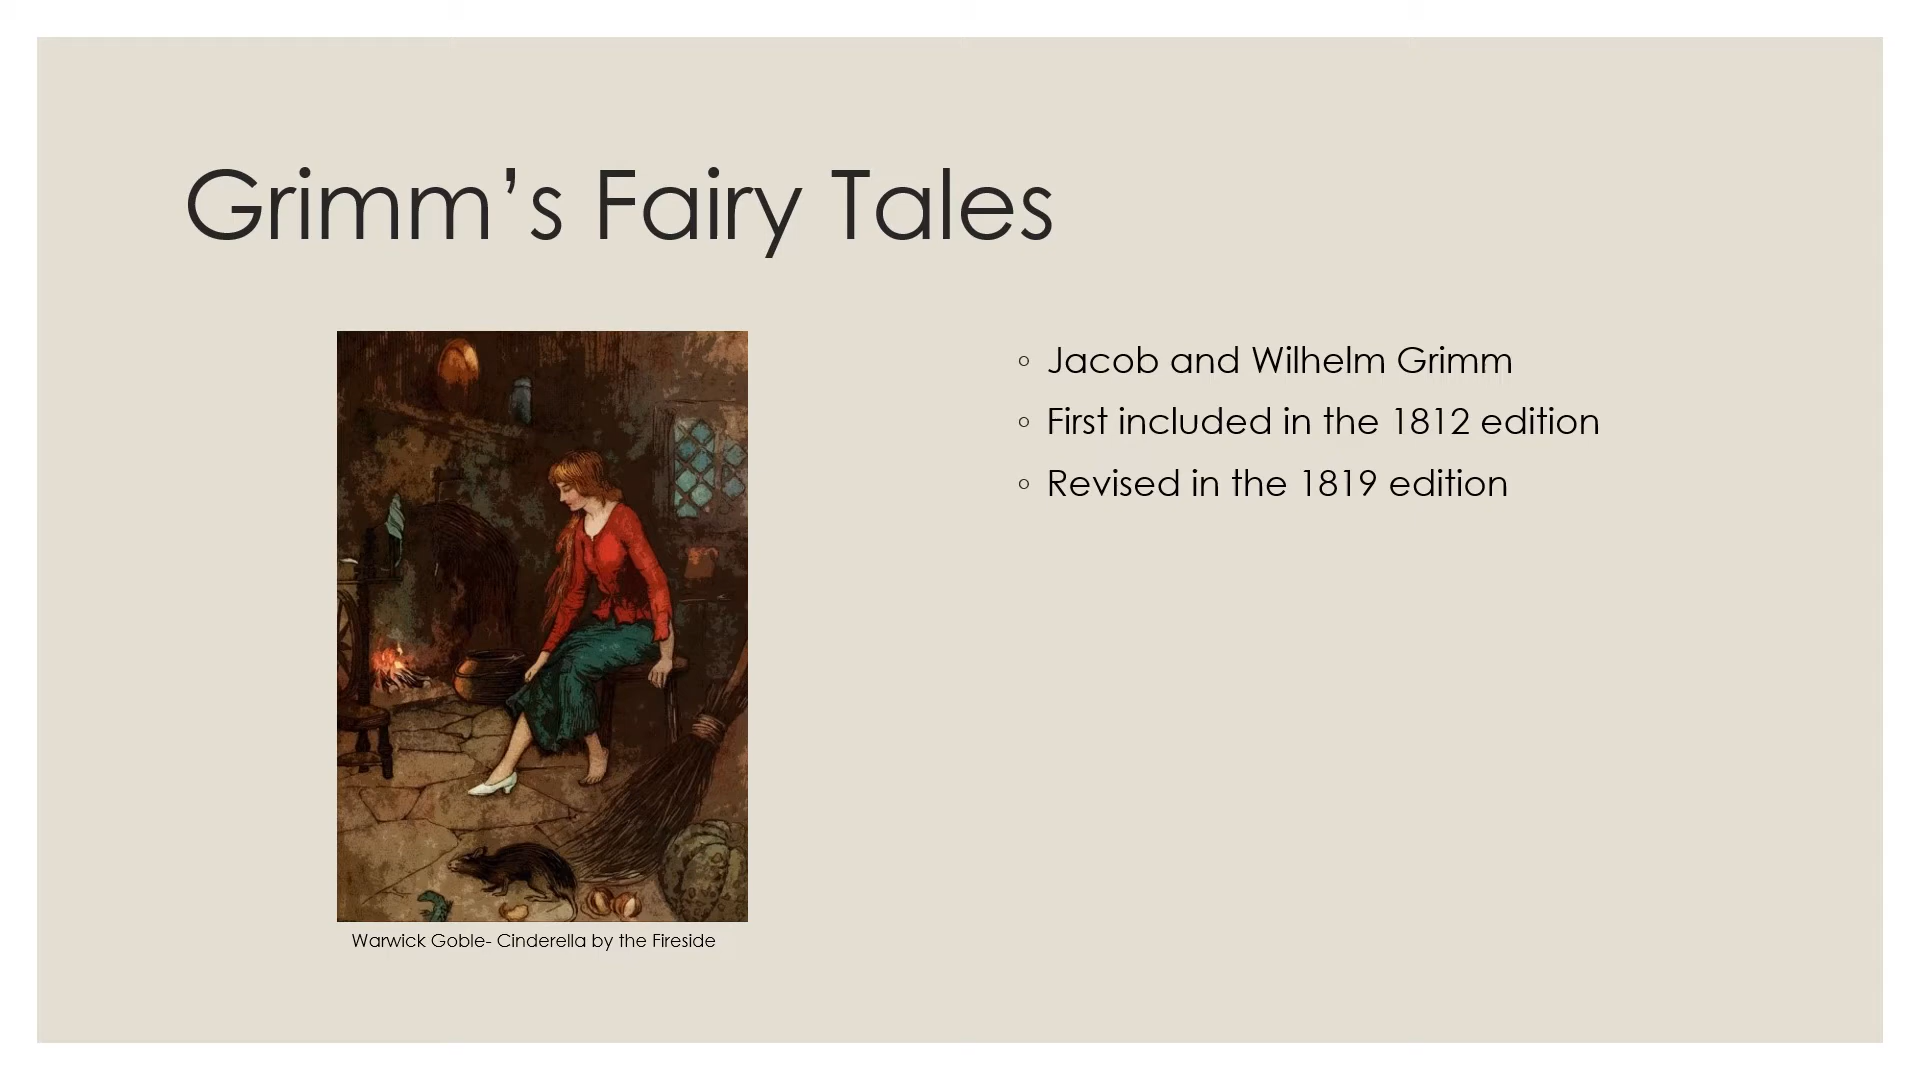 Grimm’s Fairy Tales
Warwick Goble- Cinderella by the Fireside
◦ Jacob and Wilhelm Grimm
◦ First included in the 1812 edition
◦ Revised in the 1819 edition